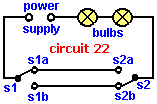 power
supply
bulbs
circuit 22
s1a s2a
s1 s2
s1b s2b